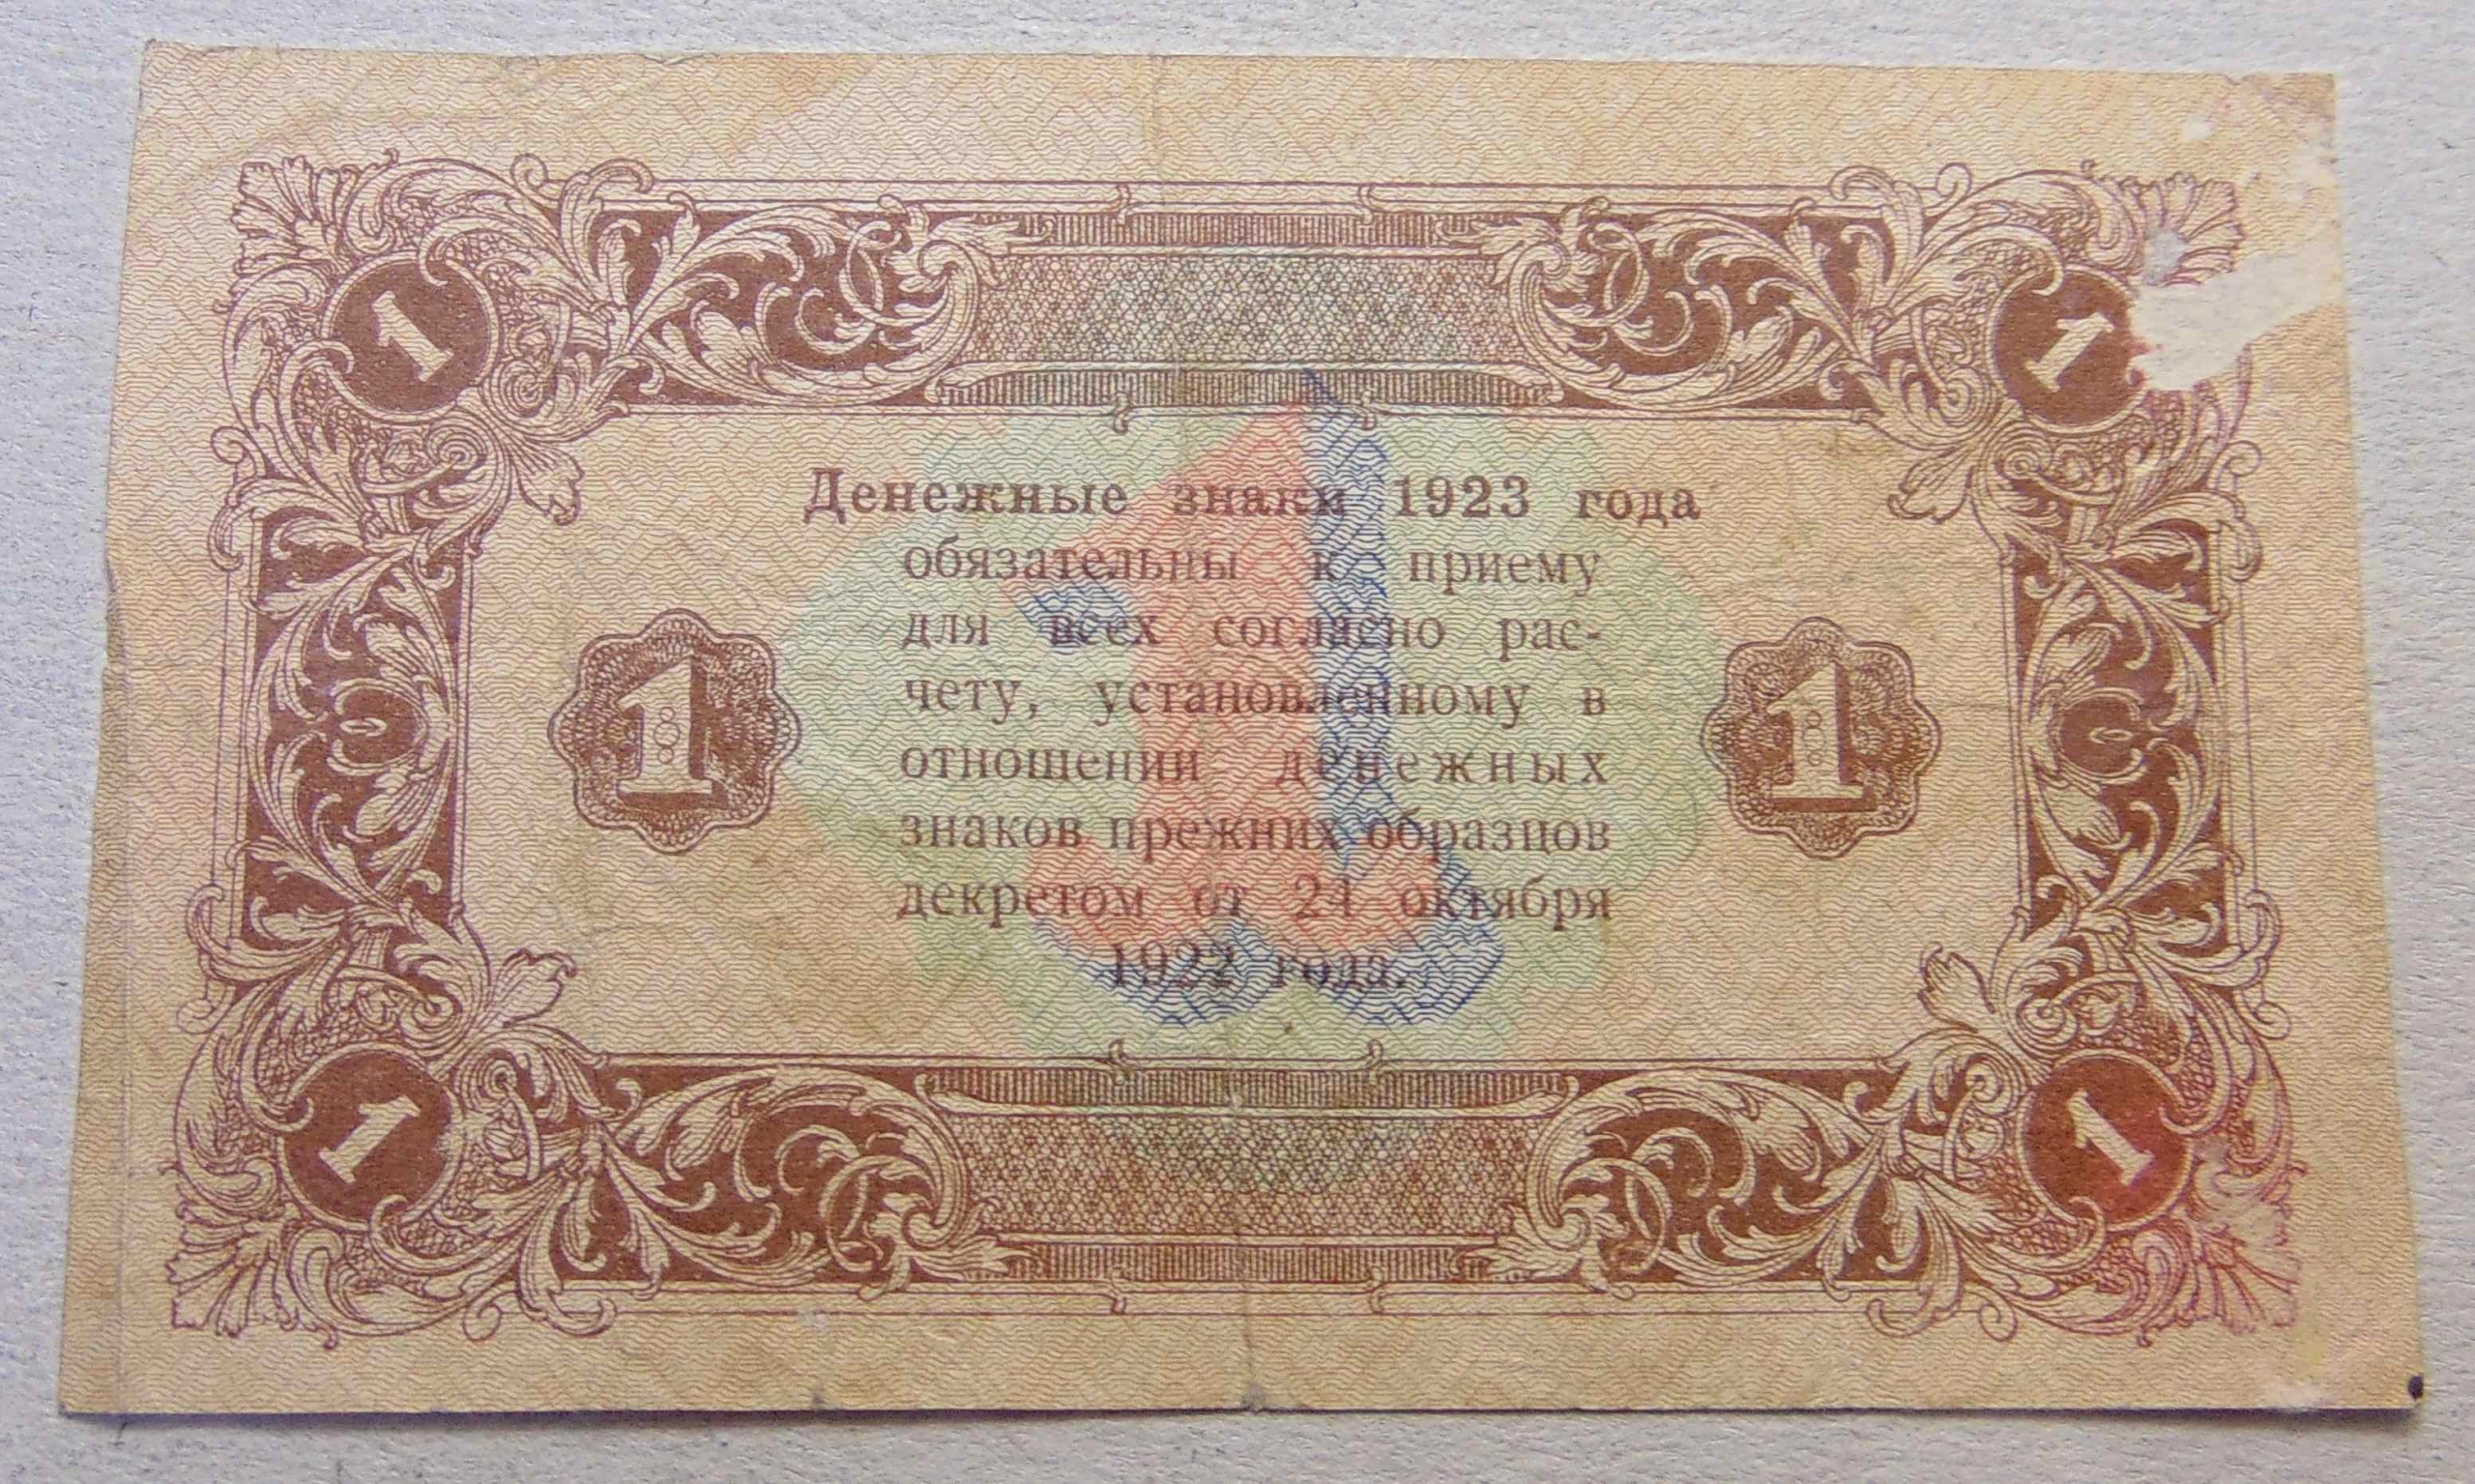 1 1
Денежные знаки 1923 года
обязательны к приему
для всех согласно рас-
чету, установленному в
отношении денежных
знаков прежних образцов
декретом от 24 октября
1922 года.
1 1 1
1 1